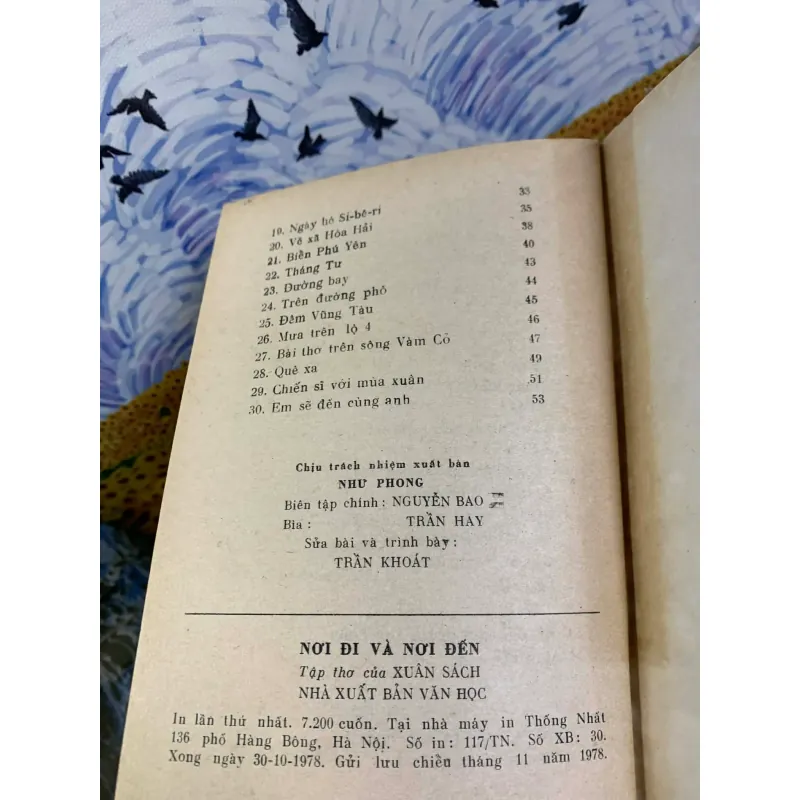 19. Ngày hè Si-bê-ri 33
20. Về xã Hòa Hải 35
21. Biển Phú Yên 38
22. Tháng Tư 40
23. Đường bay 43
24. Trên đường phố 44
25. Đêm Vũng Tàu 45
26. Mưa trên lộ 4 46
27. Bài thơ trên sông Vàm Cỏ 47
28. Quê xa 49
29. Chiến sĩ với mùa xuân 51
30. Em sẽ đến cùng anh 53
Chịu trách nhiệm xuất bản
NHƯ PHONG
Biên tập chính: NGUYỄN BAO
Bìa: TRẦN HAY
Sửa bài và trình bày:
TRẦN KHOÁT
NƠI ĐI VÀ NƠI ĐẾN
Tập thơ của XUÂN SÁCH
NHÀ XUẤT BẢN VĂN HỌC
In lần thứ nhất. 7.200 cuốn. Tại nhà máy in Thống Nhất
136 phố Hàng Bông, Hà Nội. Số in: 117/TN. Số XB: 30.
Xong ngày 30-10-1978. Gửi lưu chiểu tháng 11 năm 1978.